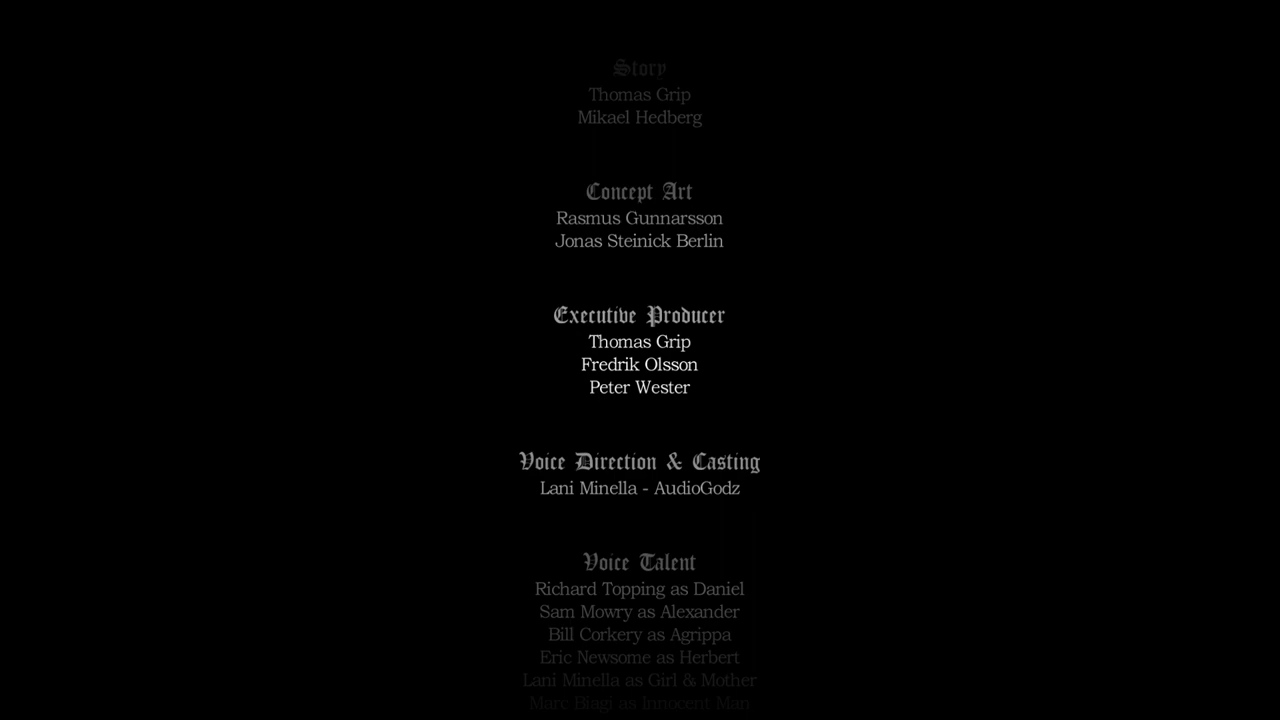 Story
Thomas Grip
Mikael Hedberg
Concept Art
Rasmus Gunnarsson
Jonas Steinick Berlin
Executive Producer
Thomas Grip
Fredrik Olsson
Peter Wester
Voice Direction & Casting
Lani Minella - AudioGodz
Voice Talent
Richard Topping as Daniel
Sam Mowry as Alexander
Bill Corkery as Agrippa
Eric Newsome as Herbert
Lani Minella as Girl & Mother
Marc Biagi as Innocent Man